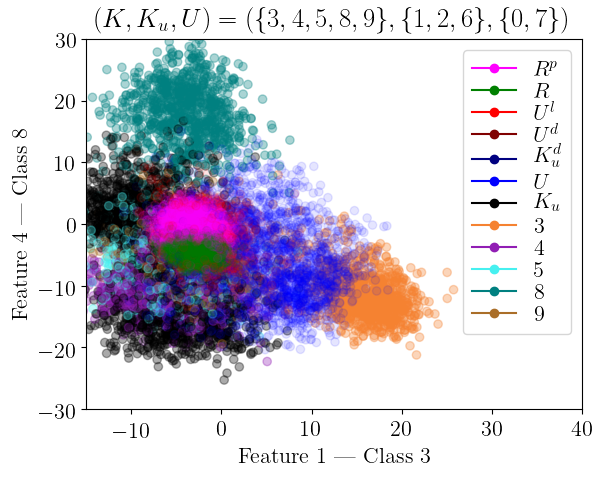 (K, K_u, U) = ({3, 4, 5, 8, 9}, {1, 2, 6}, {0, 7})
30
20
10
0
−10
−20
−30
Feature 4 — Class 8
R^p
R
U^l
U^d
K_u^d
U
K_u
3
4
5
8
9
−10
0
10
20
30
40
Feature 1 — Class 3